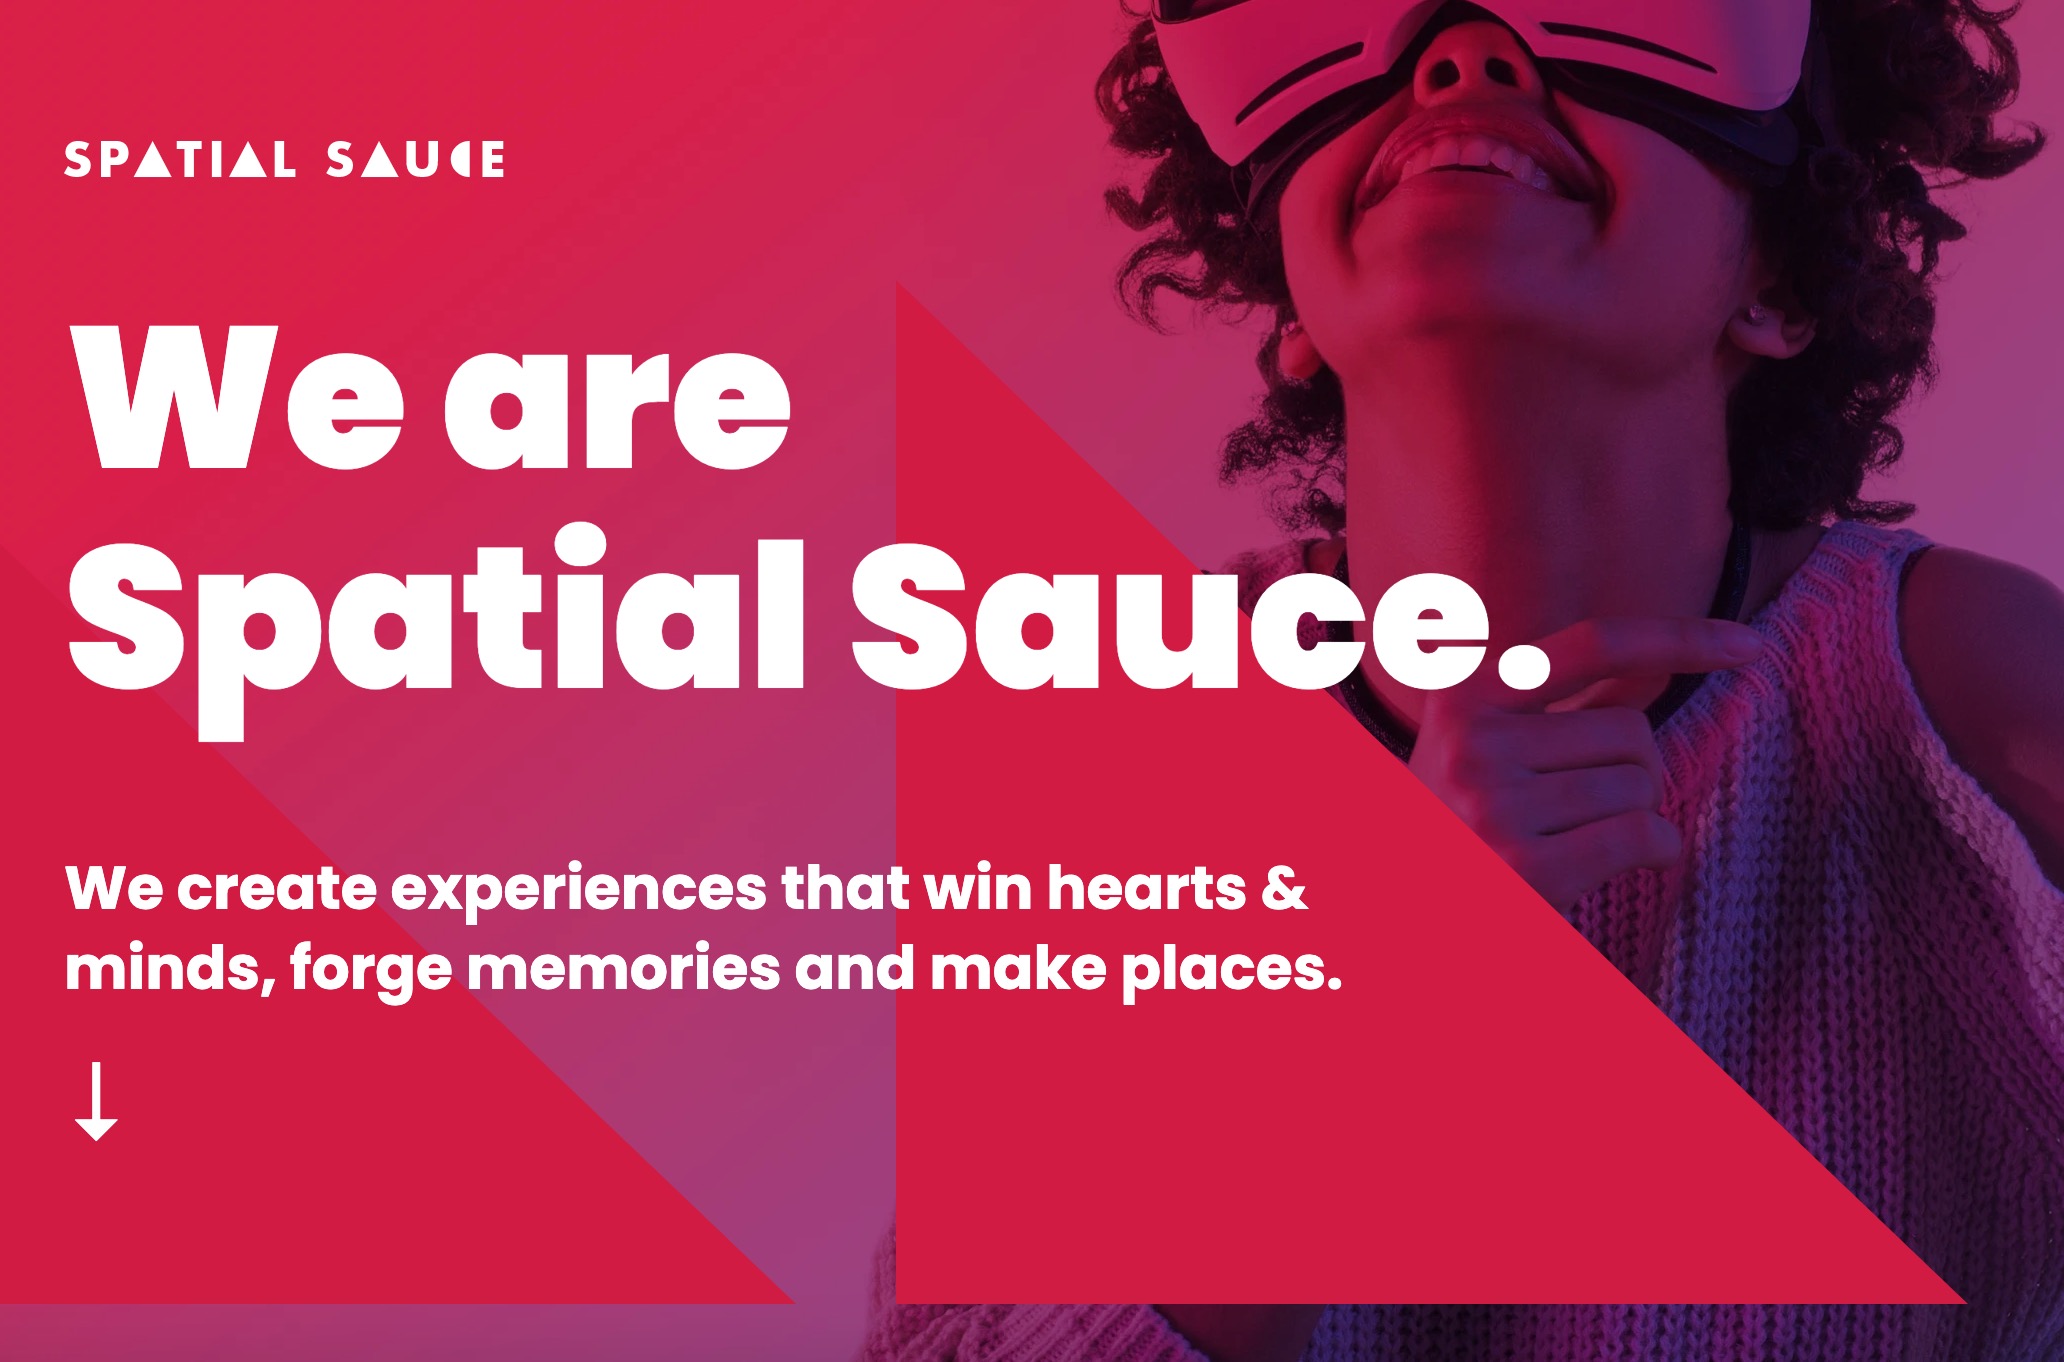 SPATIAL SAUCE
We are
Spatial Sauce.
We create experiences that win hearts &
minds, forge memories and make places.